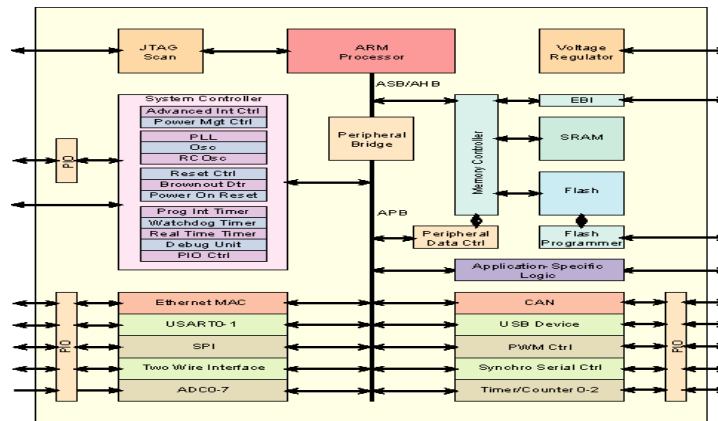 JTAG
Scan
ARM
Processor
Voltage
Regulator
ASB/AHB
System Controller
Advanced Int Ctrl
Power Mgt Ctrl
PLL
Osc
RC Osc
Reset Ctrl
Brownout Dtr
Power On Reset
Prog Int Timer
Watchdog Timer
Real Time Timer
Debug Unit
PIO Ctrl
PIO
Peripheral
Bridge
APB
Memory Controller
EBI
SRAM
Flash
Peripheral
Data Ctrl
Flash
Programmer
Application-Specific
Logic
PIO
Ethernet MAC
USART0-1
SPI
Two Wire Interface
ADC0-7
CAN
USB Device
PWM Ctrl
Synchro Serial Ctrl
Timer/Counter 0-2
PIO